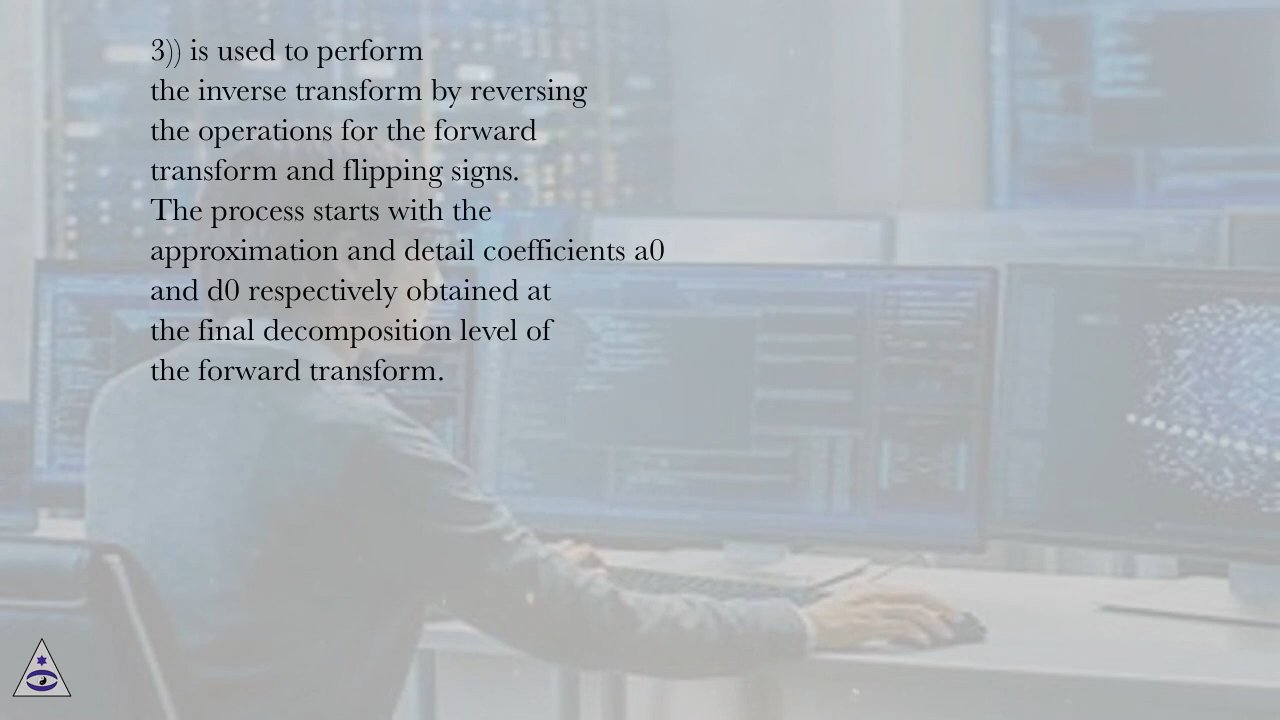 3)) is used to perform
the inverse transform by reversing
the operations for the forward
transform and flipping signs.
The process starts with the
approximation and detail coefficients a0
and d0 respectively obtained at
the final decomposition level of
the forward transform.